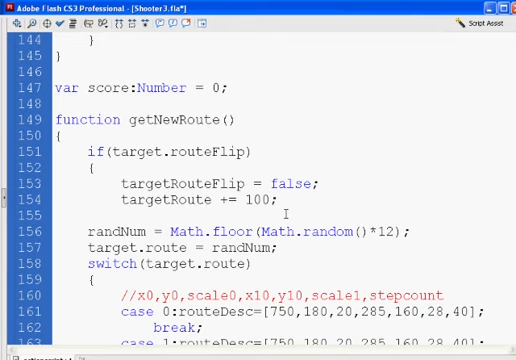 Adobe Flash CS3 Professional - [Shooter3.fla*]
Script Assist
144 }
145 }
146
147 var score:Number = 0;
148
149 function getNewRoute()
150 {
151 if(target.routeFlip)
152 {
153 targetRouteFlip = false;
154 targetRoute += 100;
155
156 randNum = Math.floor(Math.random()*12);
157 target.route = randNum;
158 switch(target.route)
159 {
160 //x0,y0,scale0,x10,y10,scale1,stepcount
161 case 0:routeDesc=[750,180,20,285,160,28,40];
162 break;
163 case 1:routeDesc=[750,180,20,285,160,28,40];